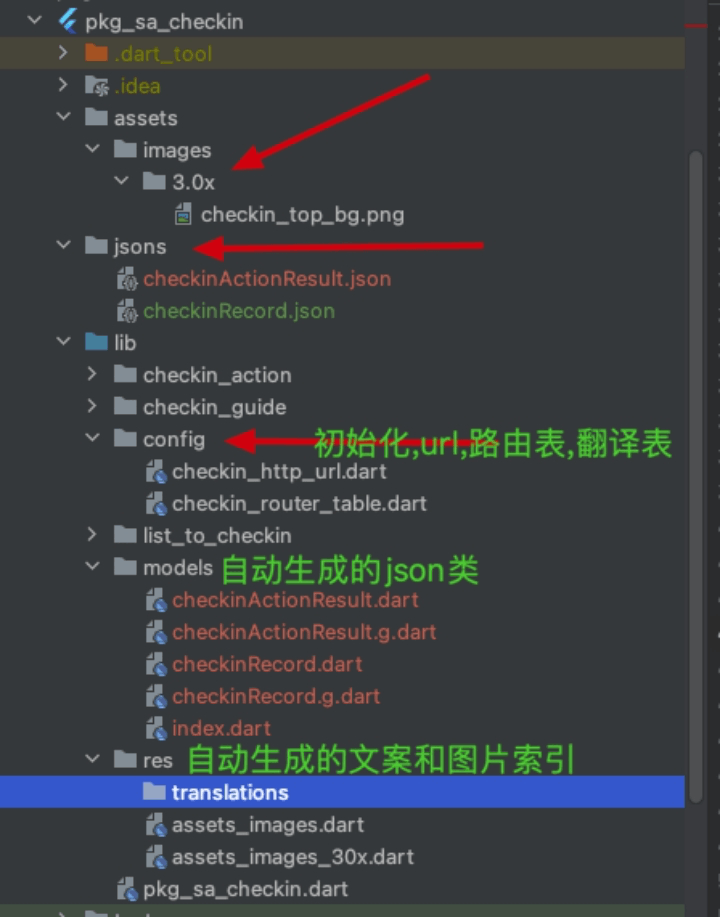 pkg_sa_checkin
.dart_tool
.idea
assets
images
3.0x
checkin_top_bg.png
jsons
checkinActionResult.json
checkinRecord.json
lib
checkin_action
checkin_guide
config 初始化,url,路由表,翻译表
checkin_http_url.dart
checkin_router_table.dart
list_to_checkin
models 自动生成的json类
checkinActionResult.dart
checkinActionResult.g.dart
checkinRecord.dart
checkinRecord.g.dart
index.dart
res 自动生成的文案和图片索引
translations
assets_images.dart
assets_images_30x.dart
pkg_sa_checkin.dart